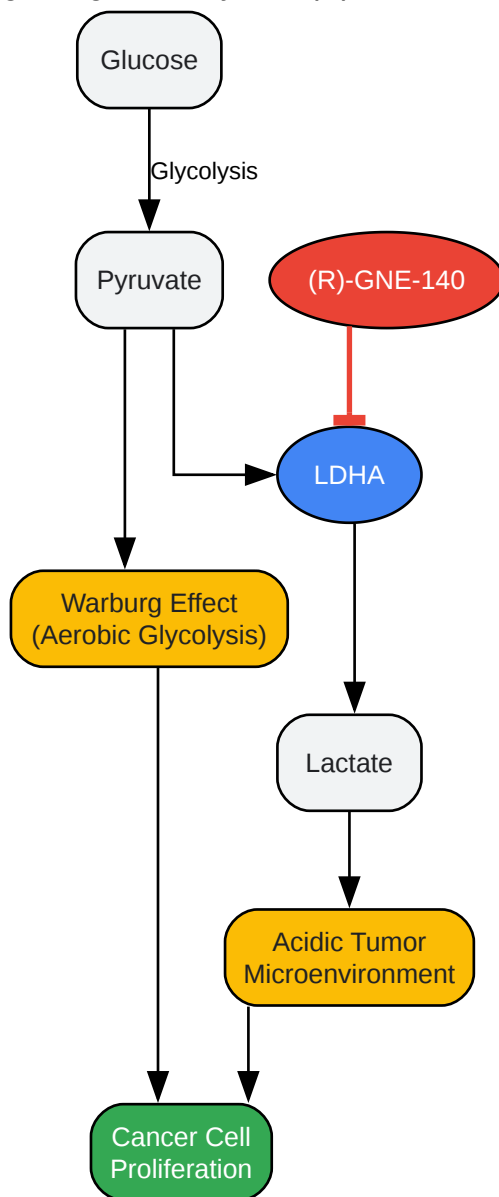 Glucose
Glycolysis
Pyruvate
(R)-GNE-140
LDHA
Warburg Effect
(Aerobic Glycolysis)
Lactate
Acidic Tumor
Microenvironment
Cancer Cell
Proliferation